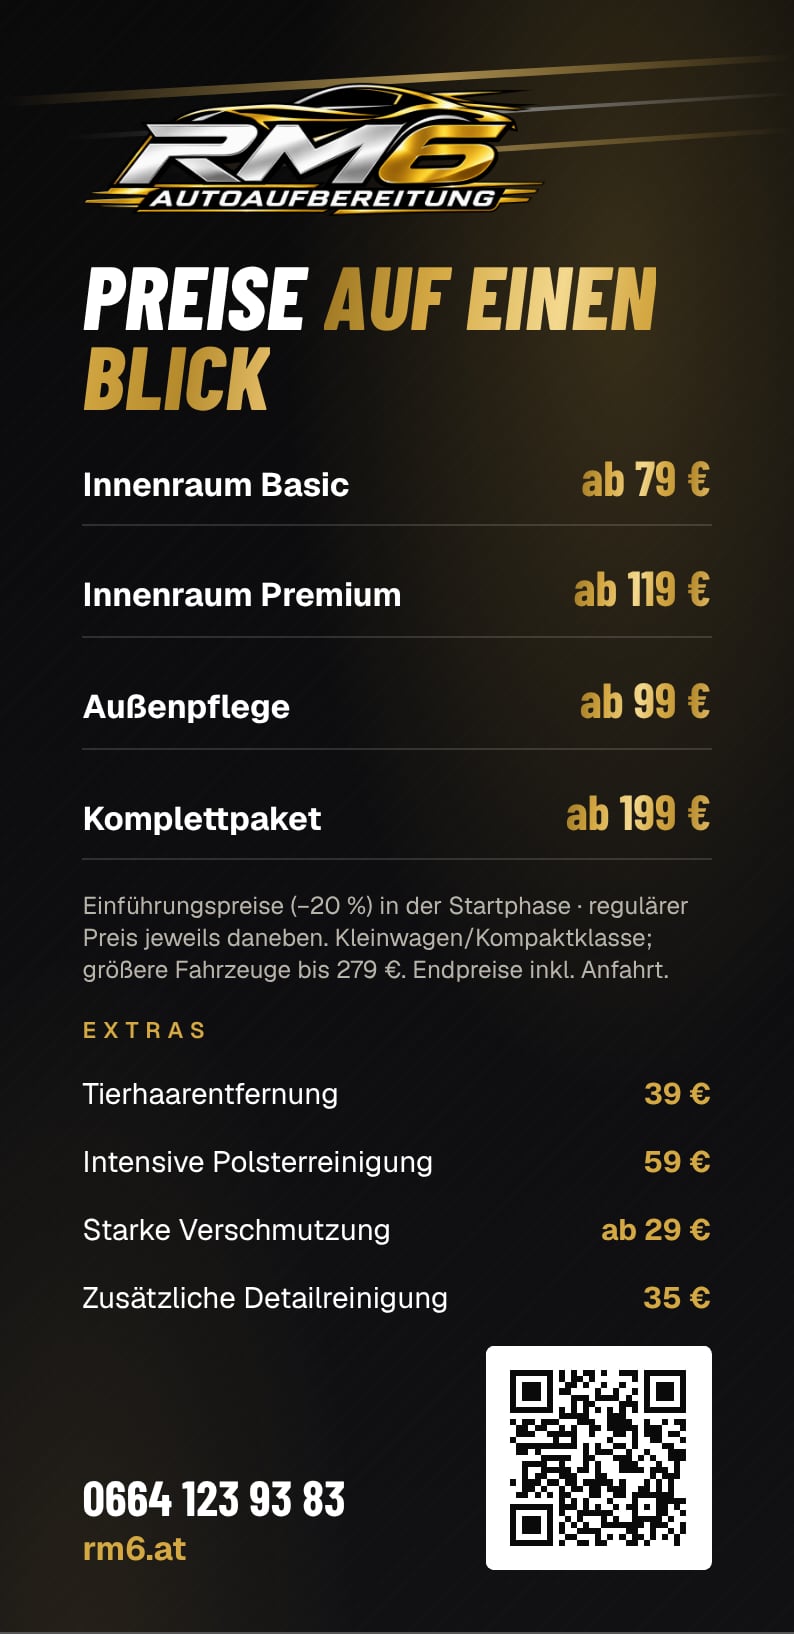 RM6
AUTOAUFBEREITUNG
PREISE AUF EINEN
BLICK
Innenraum Basic ab 79 €
Innenraum Premium ab 119 €
Außenpflege ab 99 €
Komplettpaket ab 199 €
Einführungspreise (–20 %) in der Startphase · regulärer
Preis jeweils daneben. Kleinwagen/Kompaktklasse;
größere Fahrzeuge bis 279 €. Endpreise inkl. Anfahrt.
EXTRAS
Tierhaarentfernung 39 €
Intensive Polsterreinigung 59 €
Starke Verschmutzung ab 29 €
Zusätzliche Detailreinigung 35 €
0664 123 93 83
rm6.at